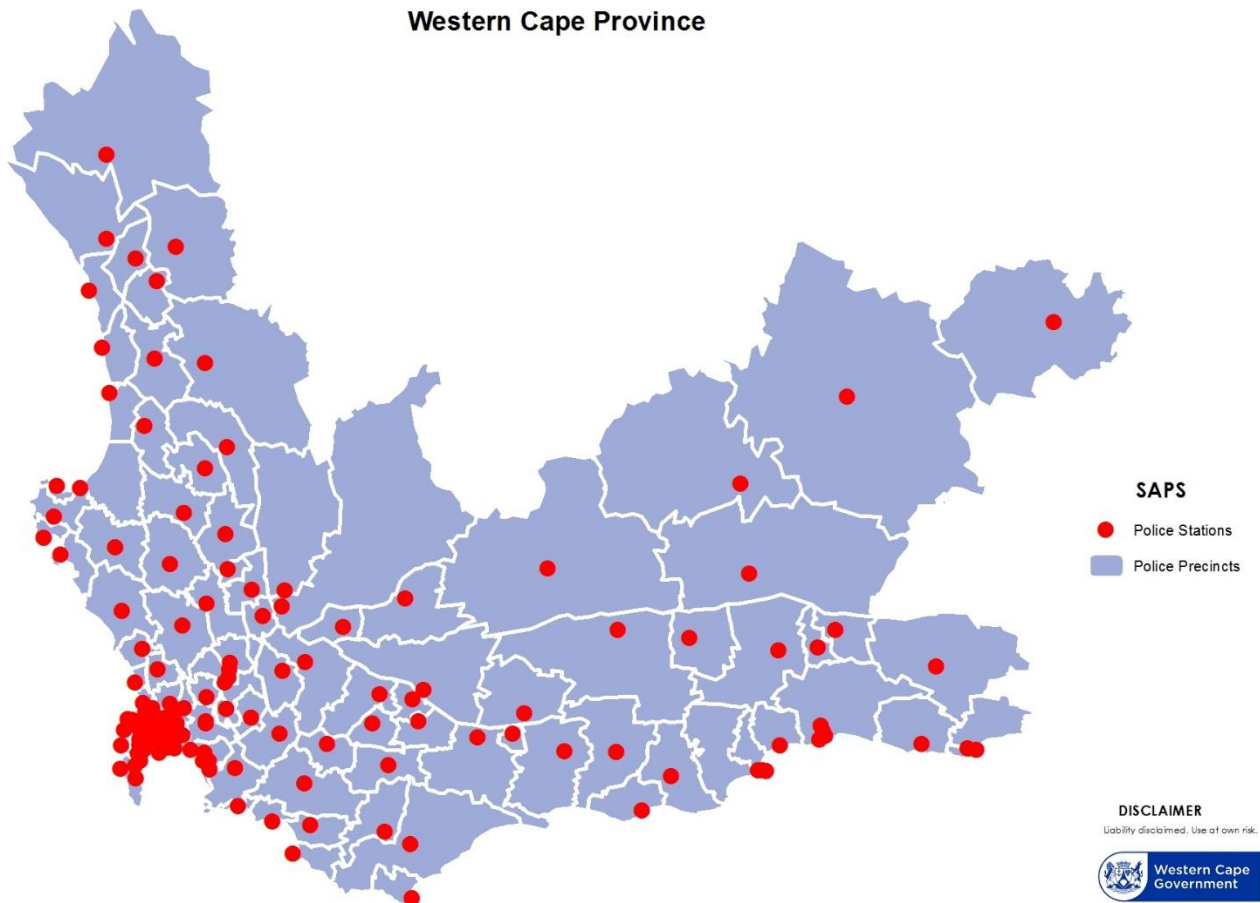 Western Cape Province
SAPS
Police Stations
Police Precincts
DISCLAIMER
Liability disclaimed. Use at own risk.
Western Cape
Government